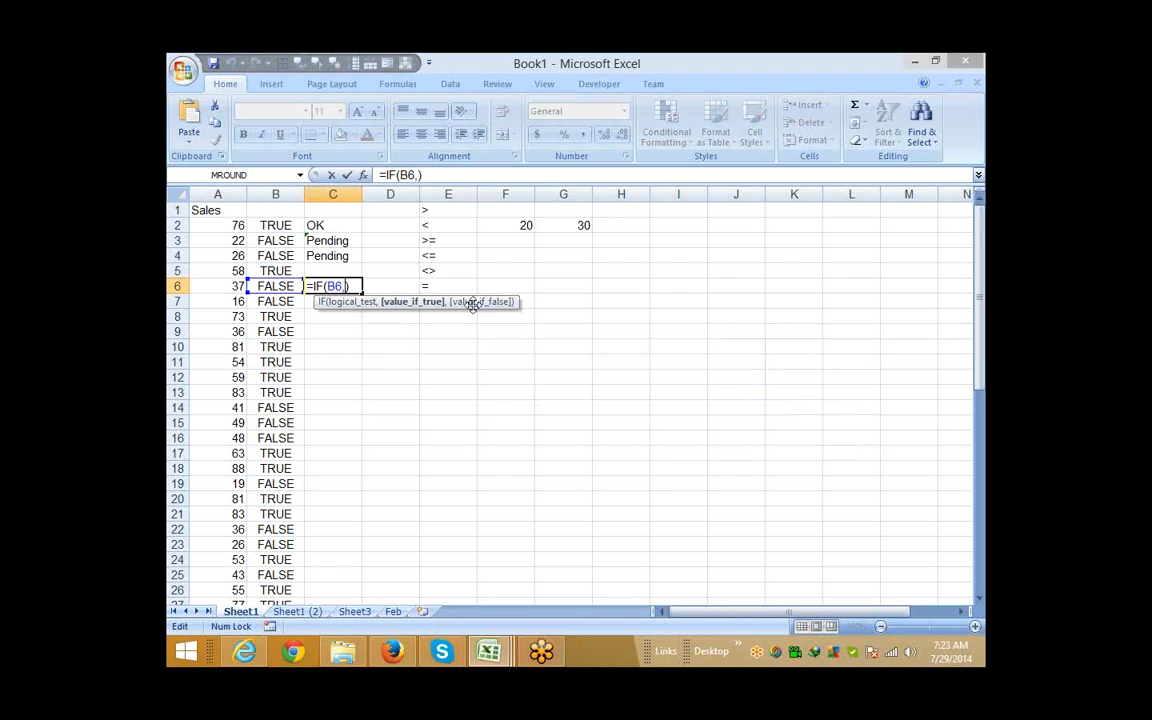 Book1 - Microsoft Excel
Home Insert Page Layout Formulas Data Review View Developer Team
Paste
Clipboard
11
B I U
Font
Alignment
General
$ % ,
Number
Conditional Formatting
Format as Table
Cell Styles
Styles
Insert
Delete
Format
Cells
Sort & Filter
Find & Select
Editing
MROUND =IF(B6,)
A B C D E F G H I J K L M N
1 Sales >
2 76 TRUE OK < 20 30
3 22 FALSE Pending >=
4 26 FALSE Pending <=
5 58 TRUE <>
6 37 FALSE =IF(B6,) =
IF(logical_test, [value_if_true], [value_if_false])
7 16 FALSE
8 73 TRUE
9 36 FALSE
10 81 TRUE
11 54 TRUE
12 59 TRUE
13 83 TRUE
14 41 FALSE
15 49 FALSE
16 48 FALSE
17 63 TRUE
18 88 TRUE
19 19 FALSE
20 81 TRUE
21 83 TRUE
22 36 FALSE
23 26 FALSE
24 53 TRUE
25 43 FALSE
26 55 TRUE
27 77 TRUE
Sheet1 Sheet1 (2) Sheet3 Feb
Edit Num Lock 100%
Links Desktop
7:23 AM
7/29/2014